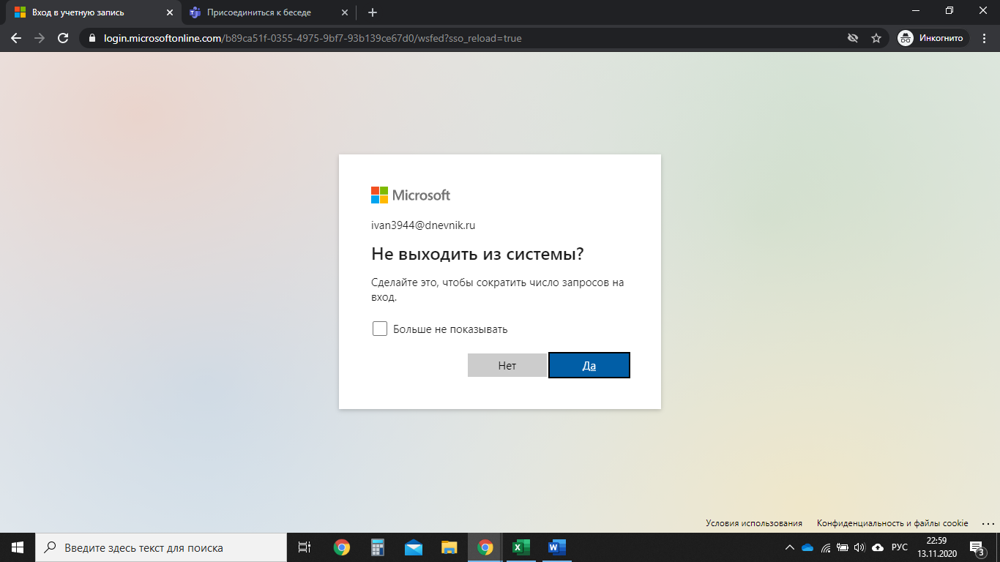 Вход в учетную запись
Присоединиться к беседе
login.microsoftonline.com/b89ca51f-0355-4975-9bf7-93b139ce67d0/wsfed?sso_reload=true
Инкогнито
Microsoft
ivan3944@dnevnik.ru
Не выходить из системы?
Сделайте это, чтобы сократить число запросов на
вход.
Больше не показывать
Нет
Да
Условия использования
Конфиденциальность и файлы cookie
Введите здесь текст для поиска
РУС
22:59
13.11.2020
3